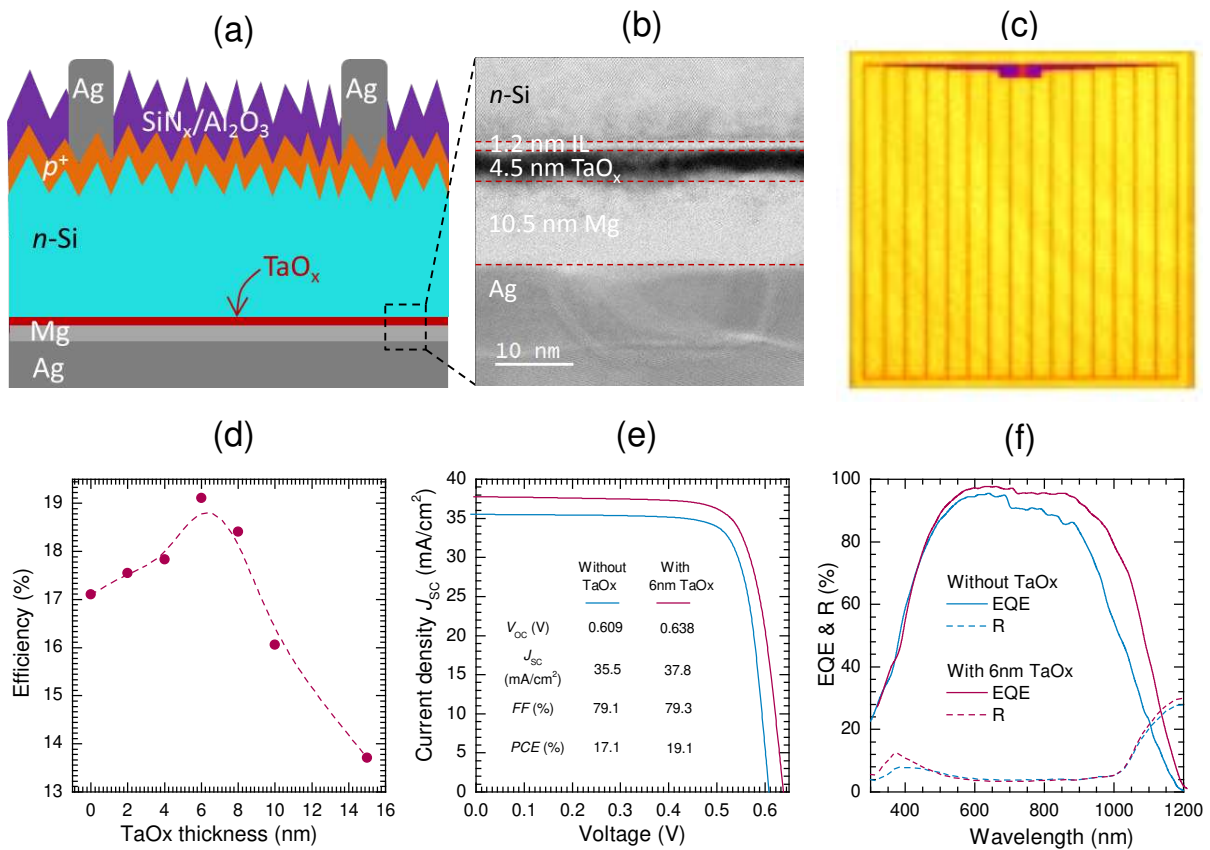 (a)
Ag
Ag
SiNₓ/Al₂O₃
p⁺
n-Si
TaOₓ
Mg
Ag
(b)
n-Si
1.2 nm IL
4.5 nm TaOₓ
10.5 nm Mg
Ag
10 nm
(c)
(d)
Efficiency (%)
19
18
17
16
15
14
13
0 2 4 6 8 10 12 14 16
TaOx thickness (nm)
(e)
Current density J_SC (mA/cm²)
40
35
30
25
20
15
10
5
0
Without TaOx
With 6nm TaOx
V_OC (V) 0.609 0.638
J_SC (mA/cm²) 35.5 37.8
FF (%) 79.1 79.3
PCE (%) 17.1 19.1
0.0 0.1 0.2 0.3 0.4 0.5 0.6
Voltage (V)
(f)
EQE & R (%)
100
80
60
40
20
0
Without TaOx
EQE
R
With 6nm TaOx
EQE
R
400 600 800 1000 1200
Wavelength (nm)